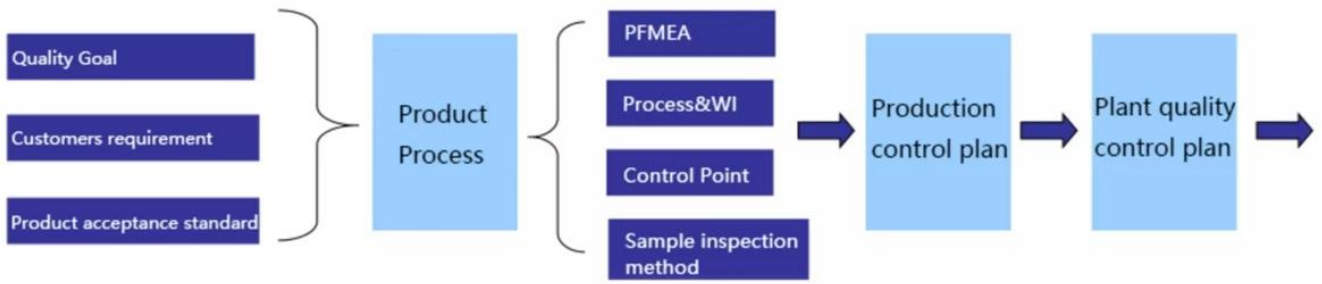 Quality Goal
Customers requirement
Product acceptance standard
Product
Process
PFMEA
Process&WI
Control Point
Sample inspection
method
Production
control plan
Plant quality
control plan